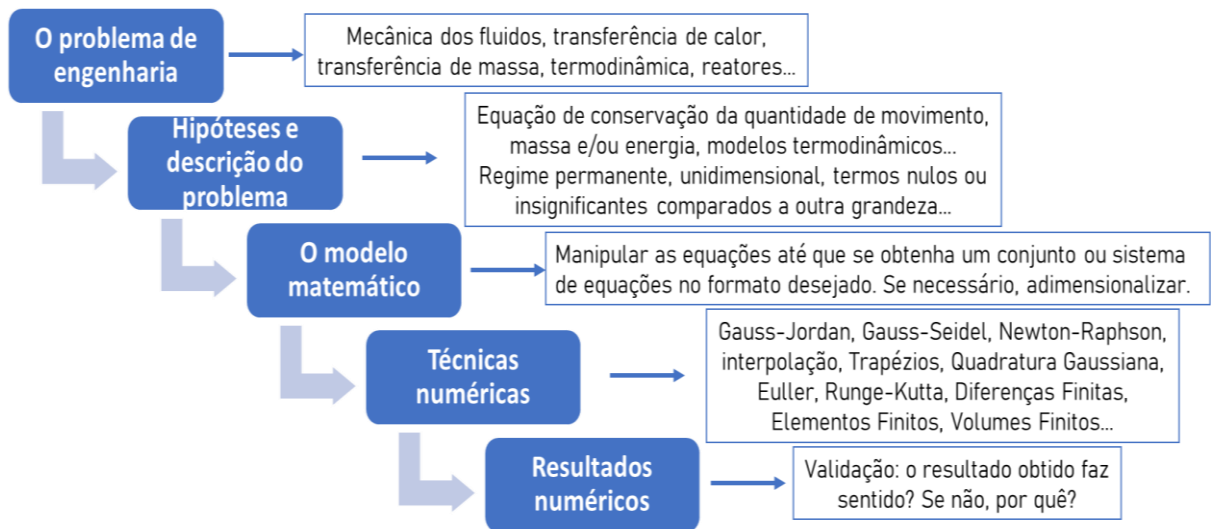 O problema de
engenharia
Mecânica dos fluidos, transferência de calor,
transferência de massa, termodinâmica, reatores...
Hipóteses e
descrição do
problema
Equação de conservação da quantidade de movimento,
massa e/ou energia, modelos termodinâmicos...
Regime permanente, unidimensional, termos nulos ou
insignificantes comparados a outra grandeza...
O modelo
matemático
Manipular as equações até que se obtenha um conjunto ou sistema
de equações no formato desejado. Se necessário, adimensionalizar.
Técnicas
numéricas
Gauss-Jordan, Gauss-Seidel, Newton-Raphson,
interpolação, Trapézios, Quadratura Gaussiana,
Euller, Runge-Kutta, Diferenças Finitas,
Elementos Finitos, Volumes Finitos...
Resultados
numéricos
Validação: o resultado obtido faz
sentido? Se não, por quê?